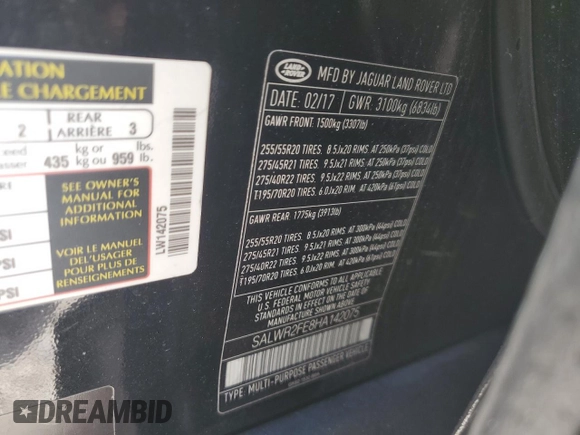 ATION
E CHARGEMENT
2 REAR ARRIÈRE 3
eed kg or lbs.
asser 435 kg ou 959 lb.
SEE OWNER'S
MANUAL FOR
ADDITIONAL
INFORMATION
VOIR LE MANUEL
DE L'USAGER
POUR PLUS DE
RENSEIGNEMENTS
RE
PSI
PSI
PSI
LW142075
LAND ROVER
MFD BY JAGUAR LAND ROVER LTD
DATE: 02/17 GWR. 3100kg (6834lb)
GAWR FRONT: 1500kg (3307lb)
255/55R20 TIRES 8.5Jx20 RIMS. AT 250kPa (37psi) COLD
275/45R21 TIRES 9.5Jx21 RIMS. AT 250kPa (37psi) COLD
275/40R22 TIRES 9.5Jx22 RIMS. AT 250kPa (37psi) COLD
T195/70R20 TIRES 6.0Jx20 RIM. AT 420kPa (61psi) COLD
GAWR REAR: 1775kg (3913lb)
255/55R20 TIRES 8.5Jx20 RIMS. AT 300kPa (44psi) COLD
275/45R21 TIRES 9.5Jx21 RIMS. AT 300kPa (44psi) COLD
275/40R22 TIRES 9.5Jx22 RIMS. AT 300kPa (44psi) COLD
T195/70R20 TIRES 6.0Jx20 RIM. AT 420kPa (61psi) COLD
THIS VEHICLE CONFORMS TO ALL APPLICABLE
U.S. FEDERAL MOTOR VEHICLE SAFETY
STANDARDS IN EFFECT ON THE DATE OF
MANUFACTURE SHOWN ABOVE.
SALWR2FE8HA142075
TYPE: MULTI-PURPOSE PASSENGER VEHICLE
DREAMBID